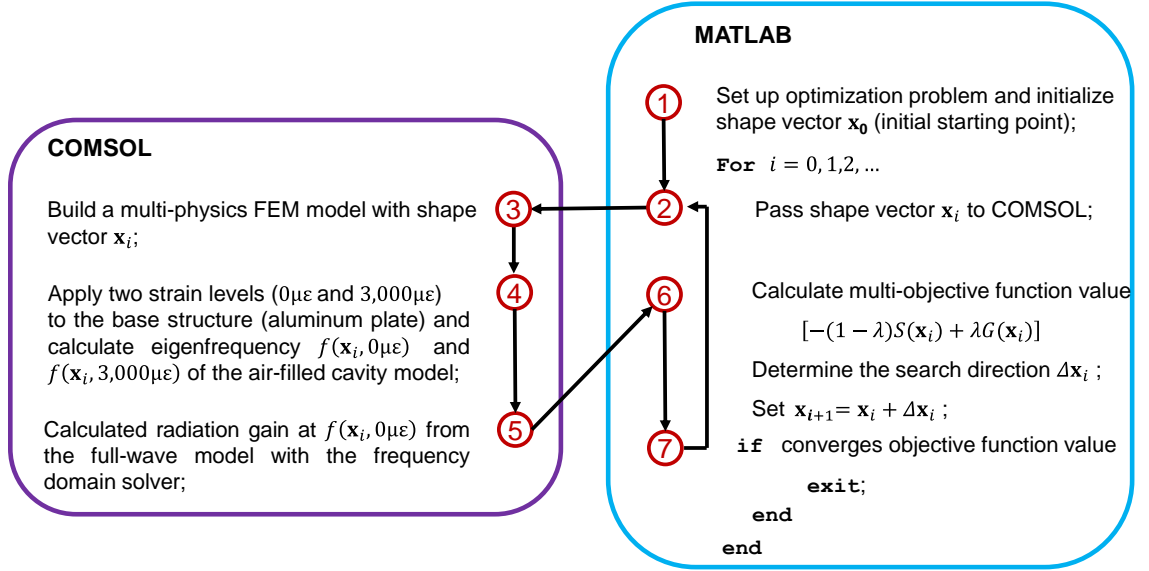 MATLAB
1
Set up optimization problem and initialize
shape vector x₀ (initial starting point);
For i = 0, 1,2, …
2
Pass shape vector xᵢ to COMSOL;
COMSOL
3
Build a multi-physics FEM model with shape
vector xᵢ;
4
Apply two strain levels (0με and 3,000με)
to the base structure (aluminum plate) and
calculate eigenfrequency f(xᵢ, 0με) and
f(xᵢ, 3,000με) of the air-filled cavity model;
5
Calculated radiation gain at f(xᵢ, 0με) from
the full-wave model with the frequency
domain solver;
6
Calculate multi-objective function value
[−(1 − λ)S(xᵢ) + λG(xᵢ)]
Determine the search direction Δxᵢ ;
Set xᵢ₊₁= xᵢ + Δxᵢ ;
7
if converges objective function value
exit;
end
end